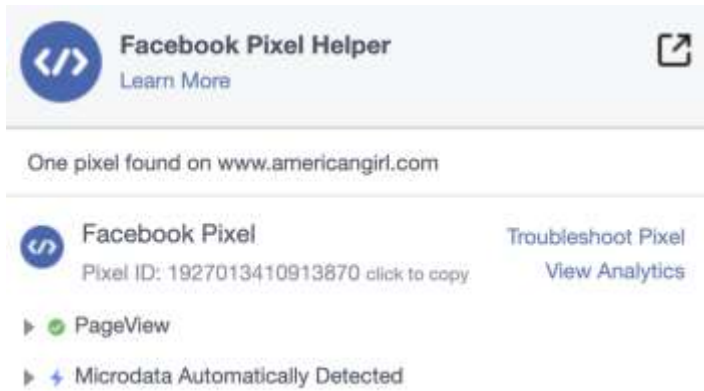 </>
Facebook Pixel Helper
Learn More
One pixel found on www.americangirl.com
</>
Facebook Pixel
Troubleshoot Pixel
Pixel ID: 1927013410913870 click to copy
View Analytics
PageView
Microdata Automatically Detected